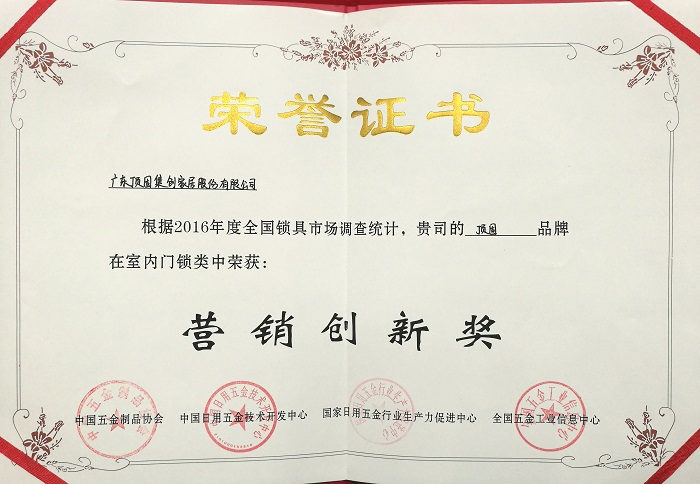 荣誉证书
广东顶固集创家居股份有限公司
根据2016年度全国锁具市场调查统计，贵司的 顶固 品牌
在室内门锁类中荣获：
营销创新奖
中国五金制品协会 中国日用五金技术开发中心 国家日用五金行业生产力促进中心 全国五金工业信息中心